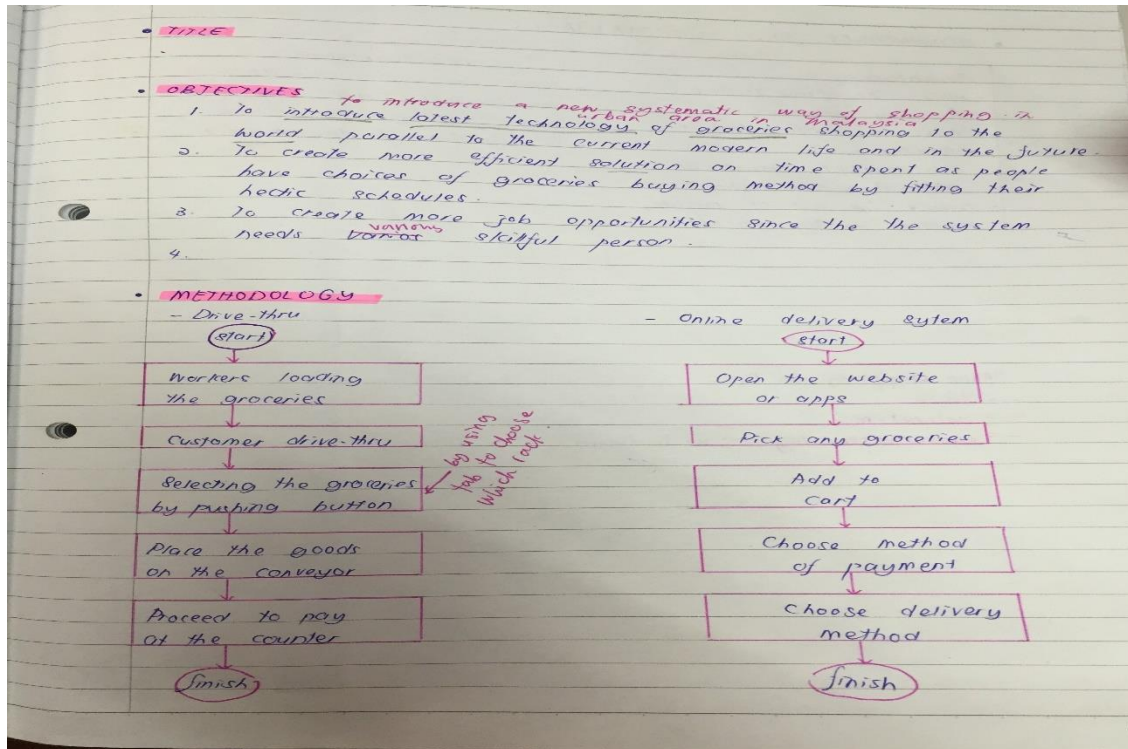 • TITLE
-
• OBJECTIVES
to introduce a new, systematic way of shopping in
urban area in Malaysia
1. To introduce latest technology of groceries shopping to the
world parallel to the current modern life and in the future.
2. To create more efficient solution on time spent as people
have choices of groceries buying method by fitting their
hectic schedules.
3. To create more job opportunities since the the system
various
needs skillful person.
4.
• METHODOLOGY
- Drive-thru
start
Workers loading
the groceries
Customer drive-thru
Selecting the groceries
by pushing button
by using
tab to choose
which rack
Place the goods
on the conveyor
Proceed to pay
at the counter
finish
- Online delivery sytem
start
Open the website
or apps
Pick any groceries
Add to
cart
Choose method
of payment
Choose delivery
method
finish